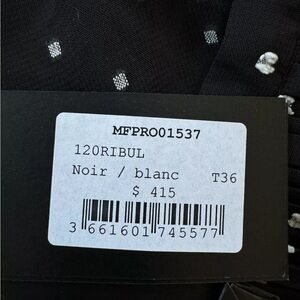 MFPRO01537
120RIBUL
Noir / blanc T36
$ 415
3 661601 745577